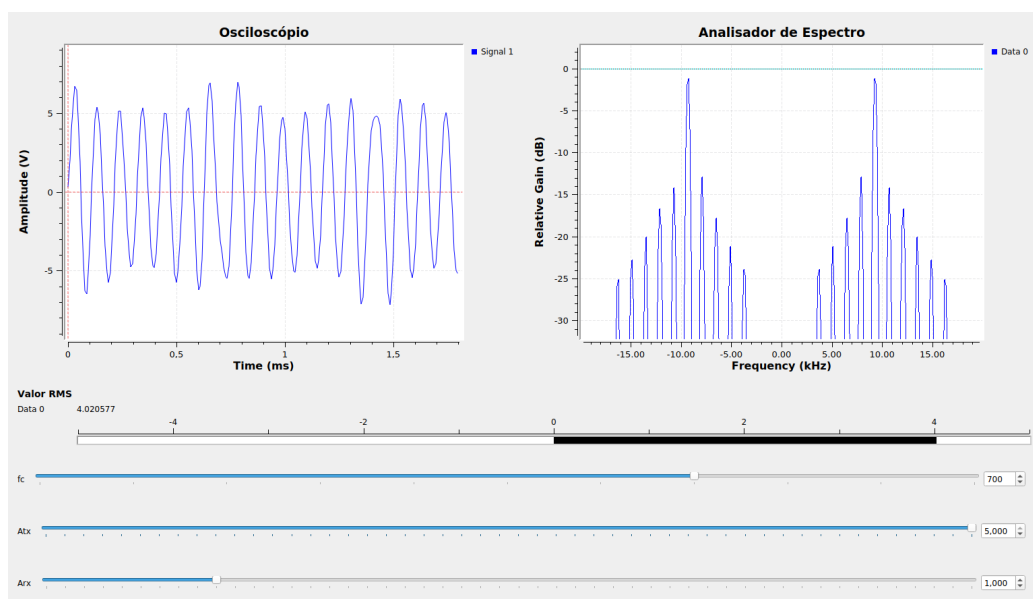 Osciloscópio
Signal 1
Amplitude (V)
5
0
-5
0
0.5
1
1.5
Time (ms)
Analisador de Espectro
Data 0
Relative Gain (dB)
0
-5
-10
-15
-20
-25
-30
-15.00
-10.00
-5.00
0.00
5.00
10.00
15.00
Frequency (kHz)
Valor RMS
Data 0 4.020577
-4 -2 0 2 4
fc 700
Atx 5,000
Arx 1,000